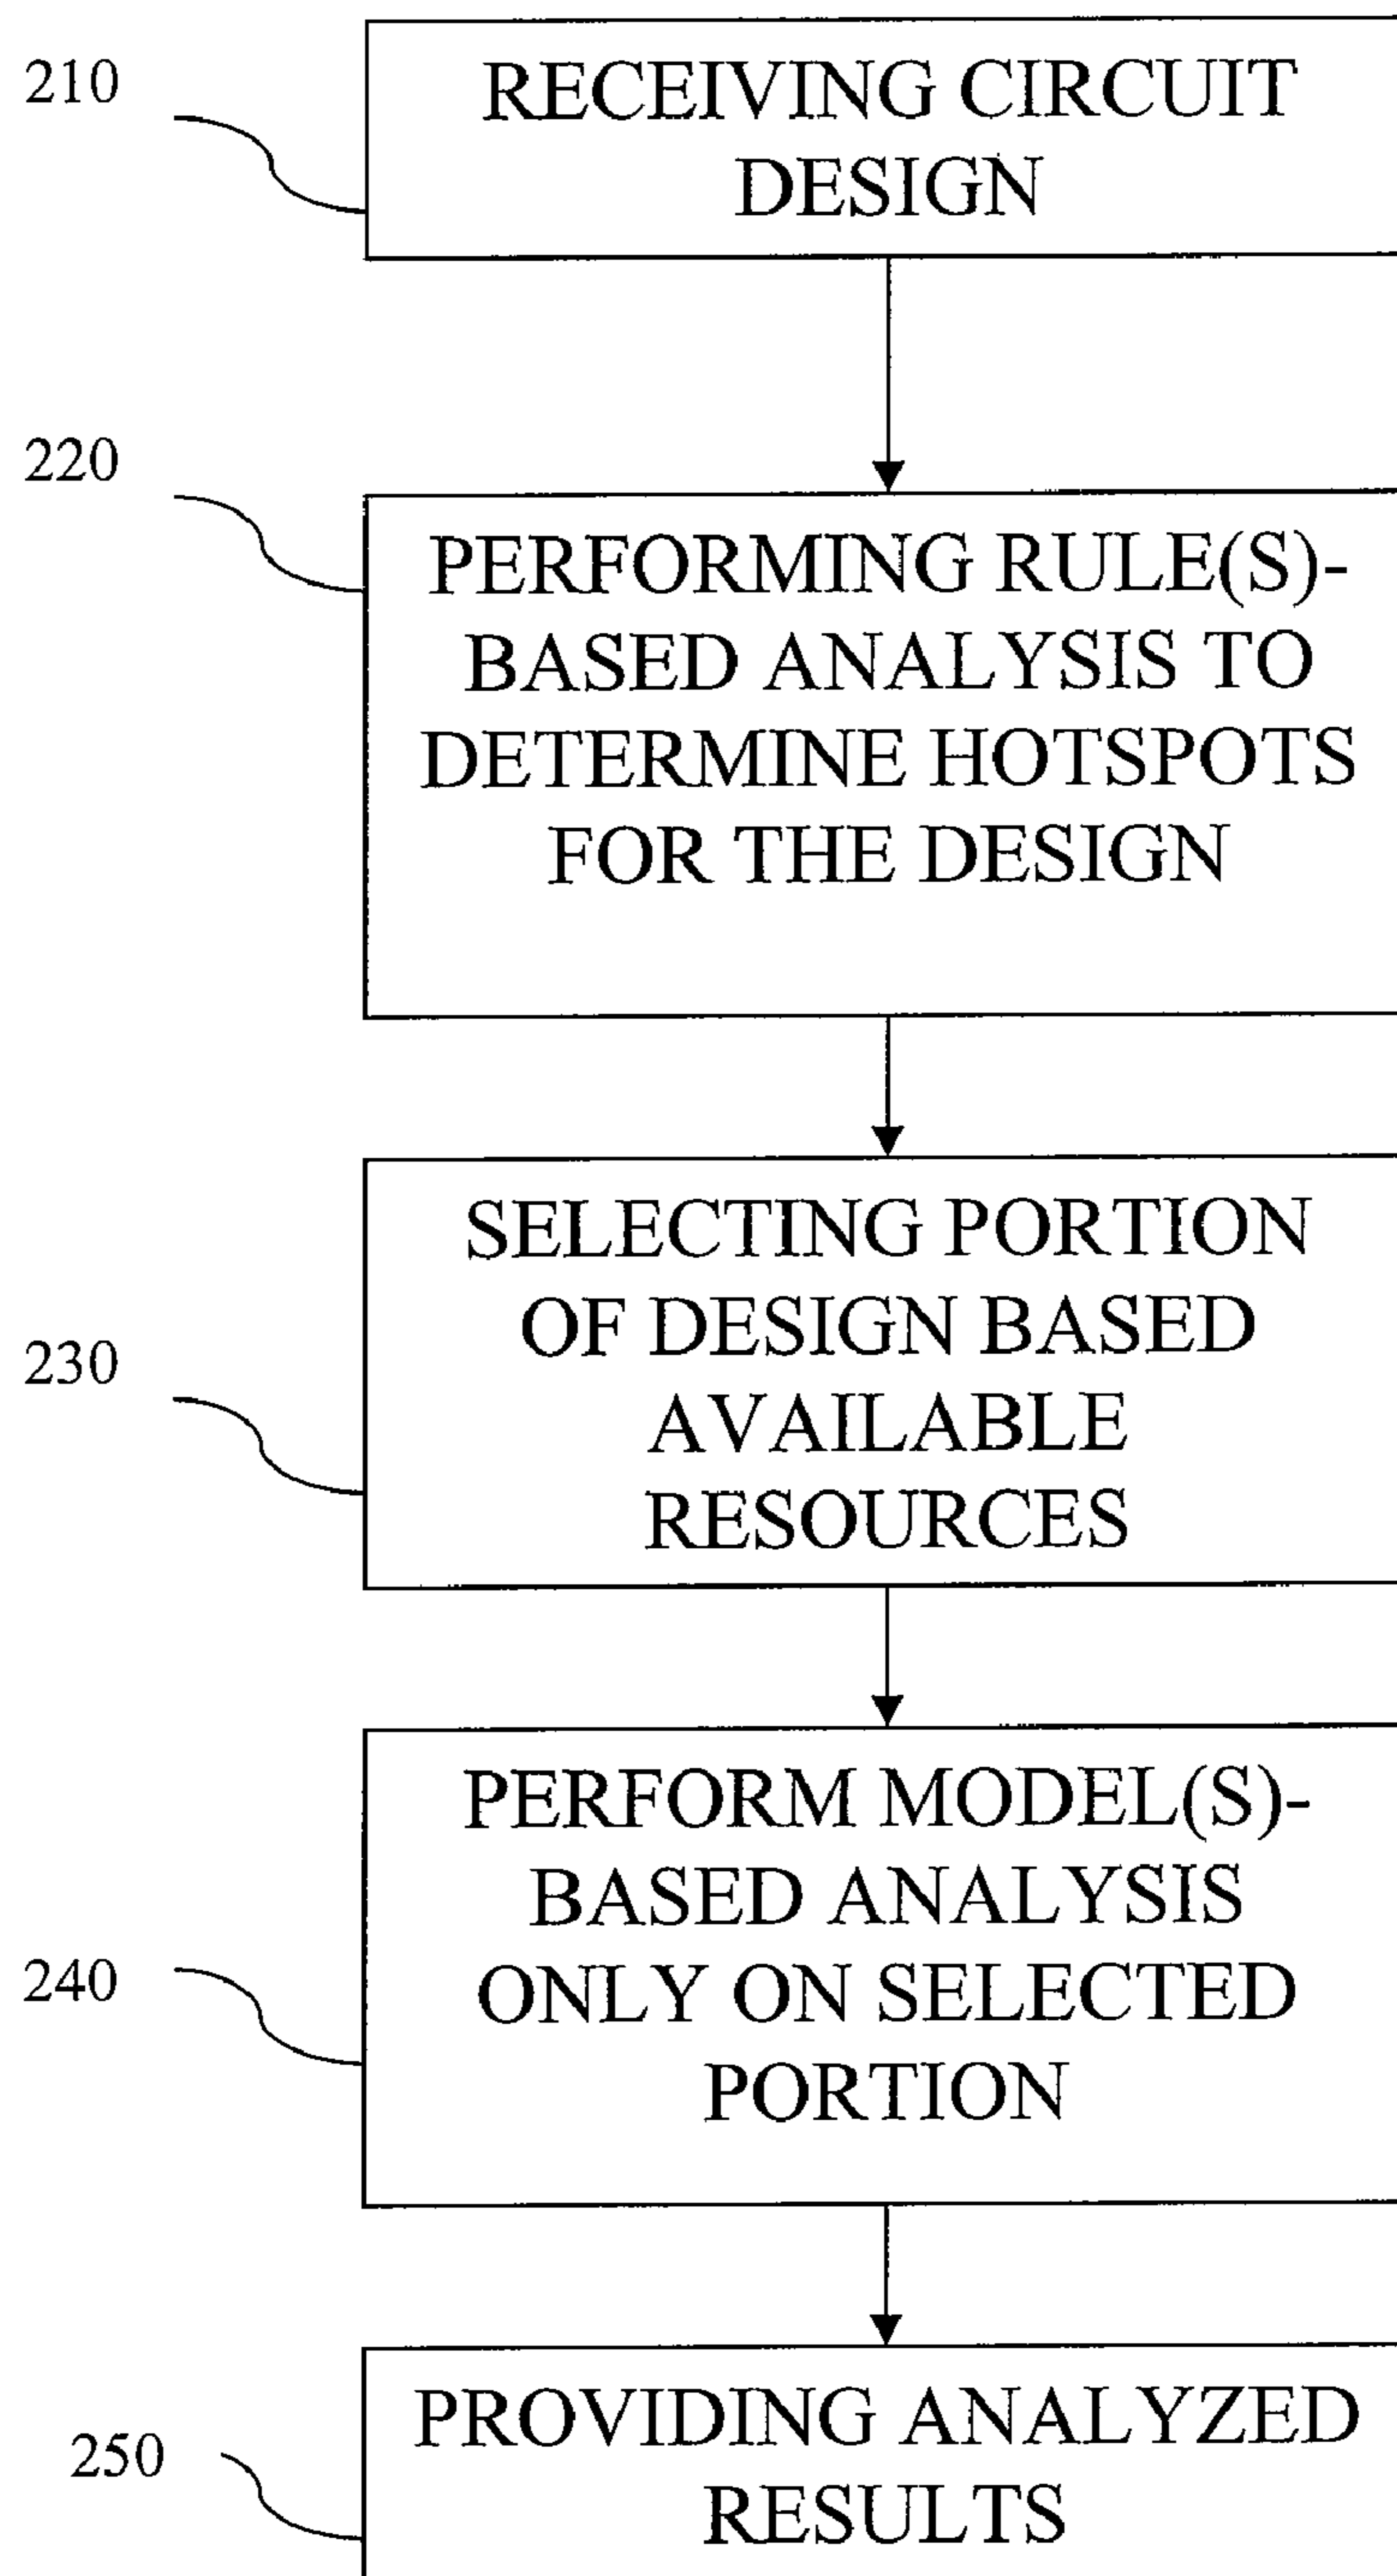 210
RECEIVING CIRCUIT
DESIGN
220
PERFORMING RULE(S)-
BASED ANALYSIS TO
DETERMINE HOTSPOTS
FOR THE DESIGN
230
SELECTING PORTION
OF DESIGN BASED
AVAILABLE
RESOURCES
240
PERFORM MODEL(S)-
BASED ANALYSIS
ONLY ON SELECTED
PORTION
250
PROVIDING ANALYZED
RESULTS